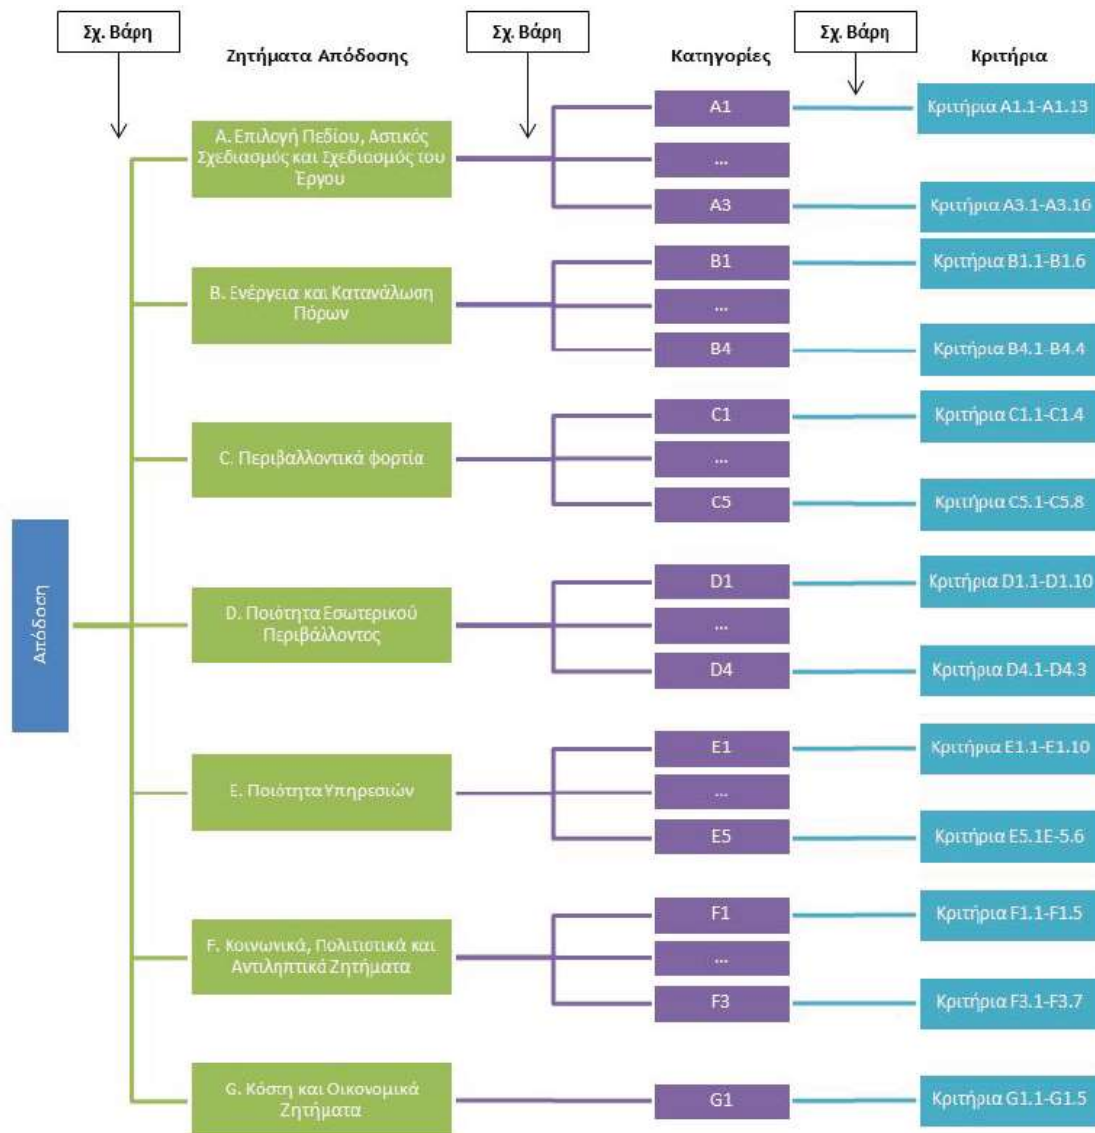 Σχ. Βάρη
Σχ. Βάρη
Σχ. Βάρη
Ζητήματα Απόδοσης
Κατηγορίες
Κριτήρια
Απόδοση
Α. Επιλογή Πεδίου, Αστικός
Σχεδιασμός και Σχεδιασμός του
Έργου
A1
...
A3
Κριτήρια A1.1-A1.13
Κριτήρια A3.1-A3.16
Β. Ενέργεια και Κατανάλωση
Πόρων
B1
...
B4
Κριτήρια B1.1-B1.6
Κριτήρια B4.1-B4.4
C. Περιβαλλοντικά φορτία
C1
...
C5
Κριτήρια C1.1-C1.4
Κριτήρια C5.1-C5.8
D. Ποιότητα Εσωτερικού
Περιβάλλοντος
D1
...
D4
Κριτήρια D1.1-D1.10
Κριτήρια D4.1-D4.3
E. Ποιότητα Υπηρεσιών
E1
...
E5
Κριτήρια E1.1-E1.10
Κριτήρια E5.1E-5.6
F. Κοινωνικά, Πολιτιστικά και
Αντιληπτικά Ζητήματα
F1
...
F3
Κριτήρια F1.1-F1.5
Κριτήρια F3.1-F3.7
G. Κόστη και Οικονομικά
Ζητήματα
G1
Κριτήρια G1.1-G1.5